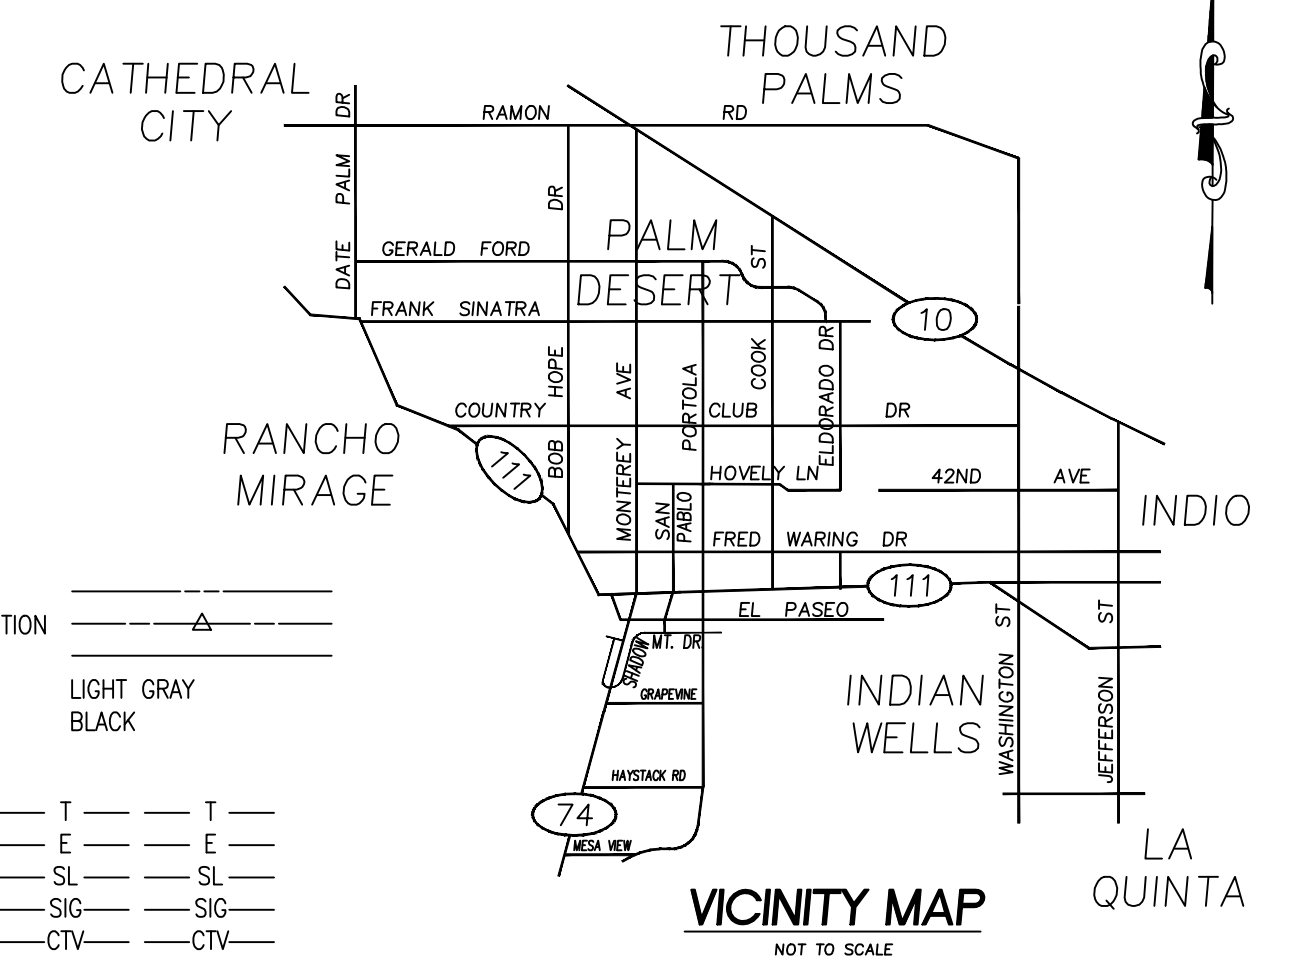 THOUSAND
PALMS
CATHEDRAL
CITY
RAMON RD
DATE PALM DR
BOB HOPE DR
PALM
DESERT
GERALD FORD
FRANK SINATRA
10
MONTEREY AVE
PORTOLA
COOK ST
ELDORADO DR
COUNTRY CLUB DR
RANCHO
MIRAGE
111
HOVELY LN
42ND AVE
INDIO
SAN
PABLO
FRED WARING DR
111
EL PASEO
SHADOW MT. DR
GRAPEVINE
HAYSTACK RD
74
MESA VIEW
INDIAN
WELLS
WASHINGTON ST
JEFFERSON ST
LA
QUINTA
TION
LIGHT GRAY
BLACK
T T
E E
SL SL
SIG SIG
CTV CTV
VICINITY MAP
NOT TO SCALE